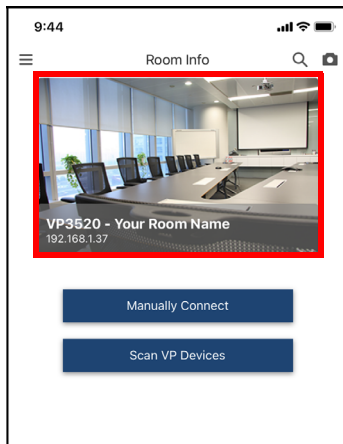 9:44
Room Info
VP3520 - Your Room Name
192.168.1.37
Manually Connect
Scan VP Devices